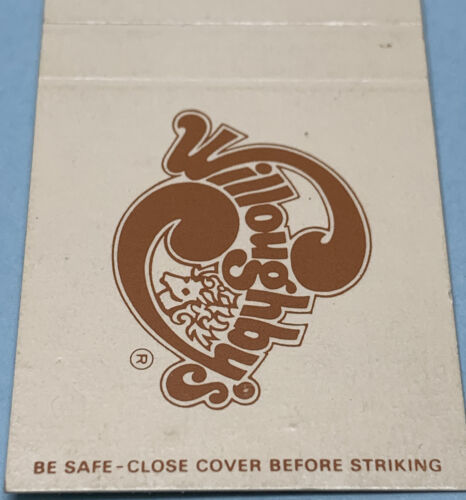 Willoughby's
®
BE SAFE-CLOSE COVER BEFORE STRIKING